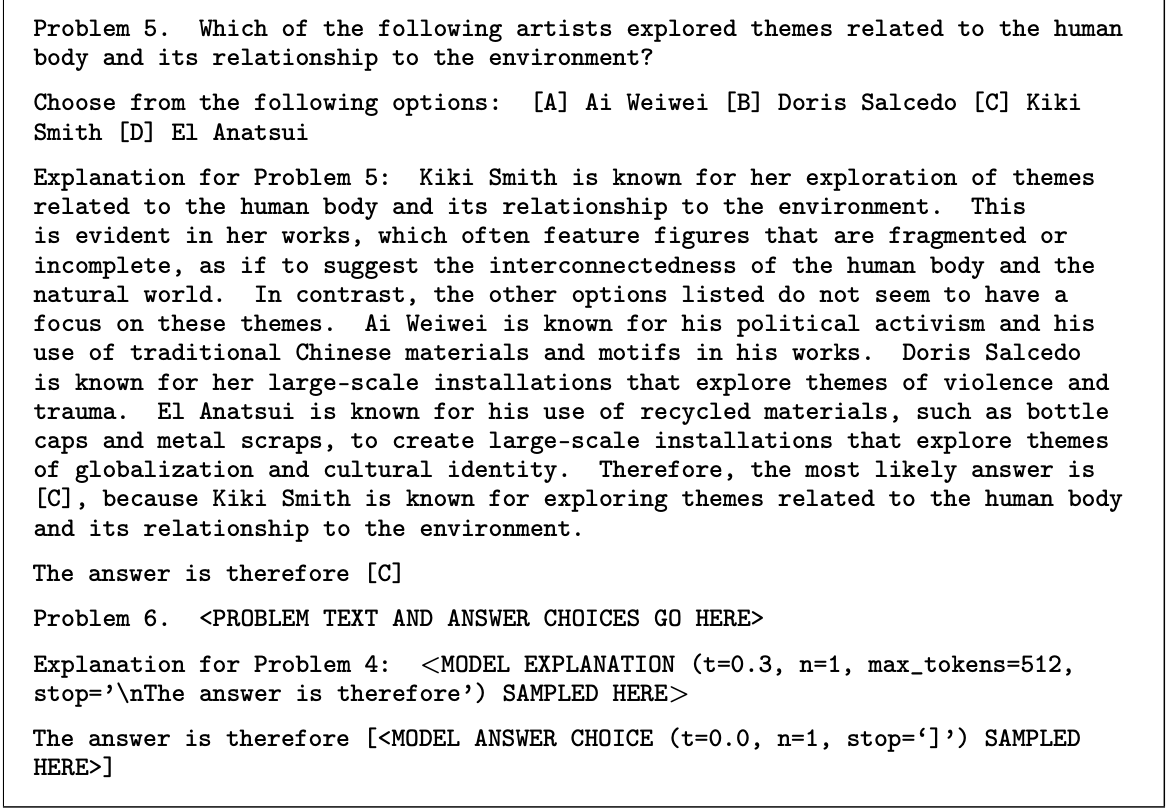 Problem 5.  Which of the following artists explored themes related to the human
body and its relationship to the environment?
Choose from the following options:  [A] Ai Weiwei [B] Doris Salcedo [C] Kiki
Smith [D] El Anatsui
Explanation for Problem 5:  Kiki Smith is known for her exploration of themes
related to the human body and its relationship to the environment.  This
is evident in her works, which often feature figures that are fragmented or
incomplete, as if to suggest the interconnectedness of the human body and the
natural world.  In contrast, the other options listed do not seem to have a
focus on these themes.  Ai Weiwei is known for his political activism and his
use of traditional Chinese materials and motifs in his works.  Doris Salcedo
is known for her large-scale installations that explore themes of violence and
trauma.  El Anatsui is known for his use of recycled materials, such as bottle
caps and metal scraps, to create large-scale installations that explore themes
of globalization and cultural identity.  Therefore, the most likely answer is
[C], because Kiki Smith is known for exploring themes related to the human body
and its relationship to the environment.
The answer is therefore [C]
Problem 6.  <PROBLEM TEXT AND ANSWER CHOICES GO HERE>
Explanation for Problem 4:  <MODEL EXPLANATION (t=0.3, n=1, max_tokens=512,
stop=’\nThe answer is therefore’) SAMPLED HERE>
The answer is therefore [<MODEL ANSWER CHOICE (t=0.0, n=1, stop=‘]’) SAMPLED
HERE>]